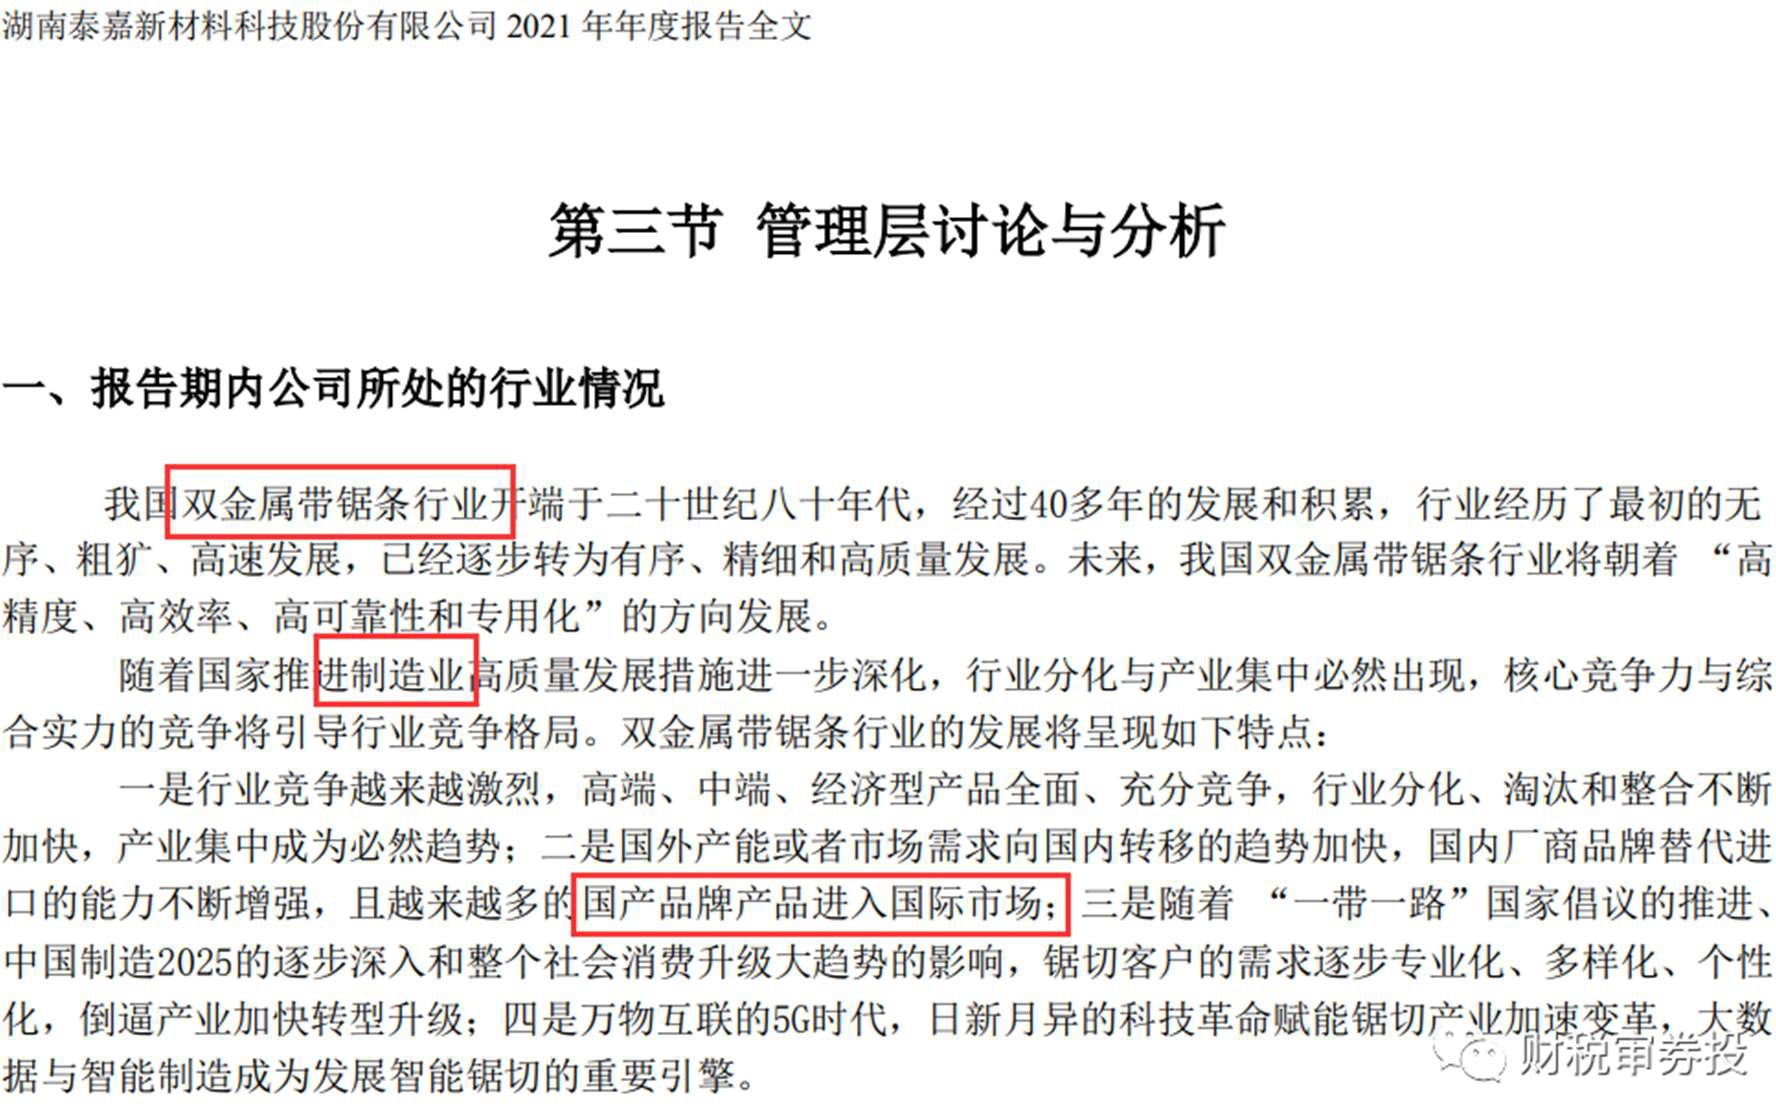 湖南泰嘉新材料科技股份有限公司 2021 年年度报告全文
第三节 管理层讨论与分析
一、报告期内公司所处的行业情况
我国双金属带锯条行业开端于二十世纪八十年代，经过40多年的发展和积累，行业经历了最初的无
序、粗犷、高速发展，已经逐步转为有序、精细和高质量发展。未来，我国双金属带锯条行业将朝着 “高
精度、高效率、高可靠性和专用化”的方向发展。
随着国家推进制造业高质量发展措施进一步深化，行业分化与产业集中必然出现，核心竞争力与综
合实力的竞争将引导行业竞争格局。双金属带锯条行业的发展将呈现如下特点：
一是行业竞争越来越激烈，高端、中端、经济型产品全面、充分竞争，行业分化、淘汰和整合不断
加快，产业集中成为必然趋势；二是国外产能或者市场需求向国内转移的趋势加快，国内厂商品牌替代进
口的能力不断增强，且越来越多的国产品牌产品进入国际市场；三是随着 “一带一路”国家倡议的推进、
中国制造2025的逐步深入和整个社会消费升级大趋势的影响，锯切客户的需求逐步专业化、多样化、个性
化，倒逼产业加快转型升级；四是万物互联的5G时代，日新月异的科技革命赋能锯切产业加速变革，大数
据与智能制造成为发展智能锯切的重要引擎。
财税审券投